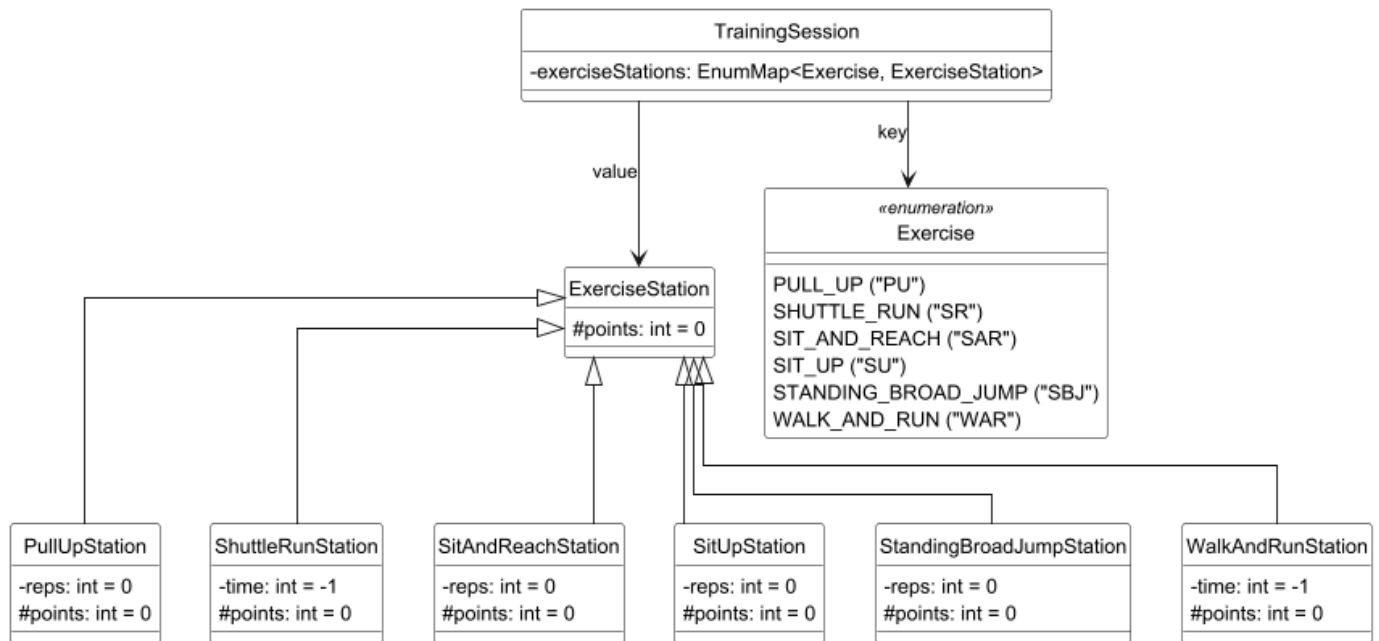 TrainingSession
-exerciseStations: EnumMap<Exercise, ExerciseStation>
key
value
«enumeration»
Exercise
PULL_UP ("PU")
SHUTTLE_RUN ("SR")
SIT_AND_REACH ("SAR")
SIT_UP ("SU")
STANDING_BROAD_JUMP ("SBJ")
WALK_AND_RUN ("WAR")
ExerciseStation
#points: int = 0
PullUpStation
-reps: int = 0
#points: int = 0
ShuttleRunStation
-time: int = -1
#points: int = 0
SitAndReachStation
-reps: int = 0
#points: int = 0
SitUpStation
-reps: int = 0
#points: int = 0
StandingBroadJumpStation
-reps: int = 0
#points: int = 0
WalkAndRunStation
-time: int = -1
#points: int = 0